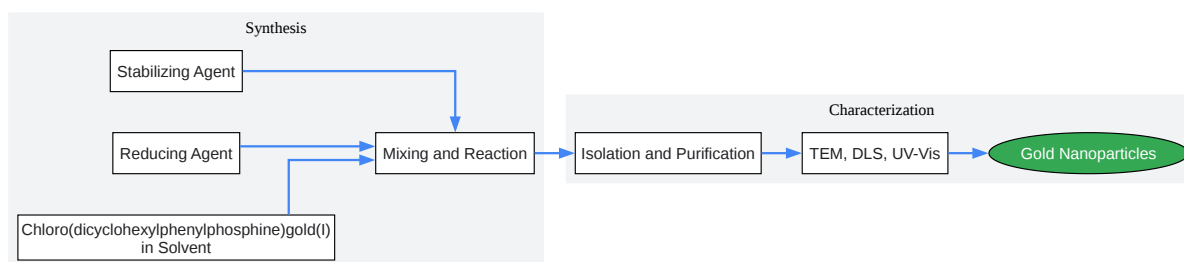 Synthesis
Stabilizing Agent
Reducing Agent
Mixing and Reaction
Chloro(dicyclohexylphenylphosphine)gold(I)
in Solvent
Characterization
Isolation and Purification
TEM, DLS, UV-Vis
Gold Nanoparticles